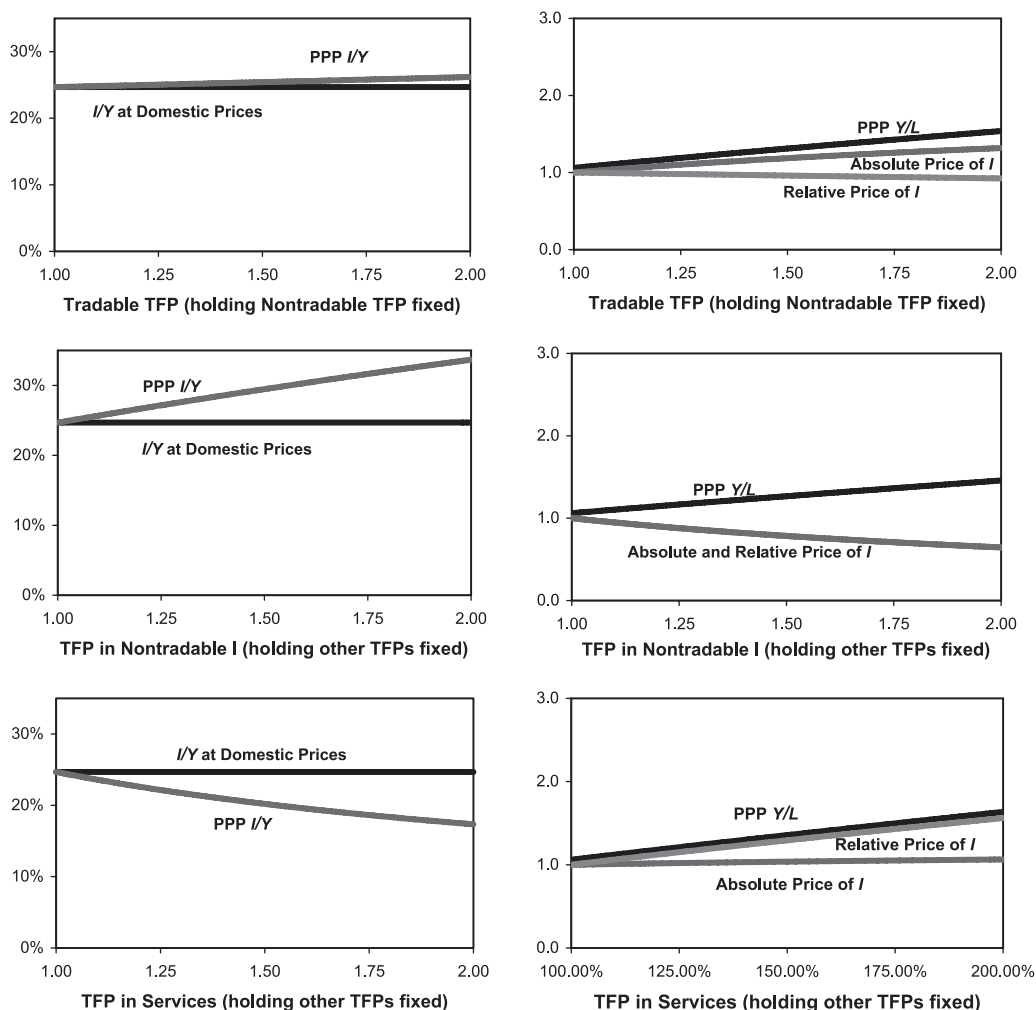 30%
20%
10%
0%
PPP I/Y
I/Y at Domestic Prices
1.00 1.25 1.50 1.75 2.00
Tradable TFP (holding Nontradable TFP fixed)
3.0
2.0
1.0
0.0
PPP Y/L
Absolute Price of I
Relative Price of I
1.00 1.25 1.50 1.75 2.00
Tradable TFP (holding Nontradable TFP fixed)
30%
20%
10%
0%
PPP I/Y
I/Y at Domestic Prices
1.00 1.25 1.50 1.75 2.00
TFP in Nontradable I (holding other TFPs fixed)
3.0
2.0
1.0
0.0
PPP Y/L
Absolute and Relative Price of I
1.00 1.25 1.50 1.75 2.00
TFP in Nontradable I (holding other TFPs fixed)
30%
20%
10%
0%
I/Y at Domestic Prices
PPP I/Y
1.00 1.25 1.50 1.75 2.00
TFP in Services (holding other TFPs fixed)
3.0
2.0
1.0
0.0
PPP Y/L
Relative Price of I
Absolute Price of I
100.00% 125.00% 150.00% 175.00% 200.00%
TFP in Services (holding other TFPs fixed)